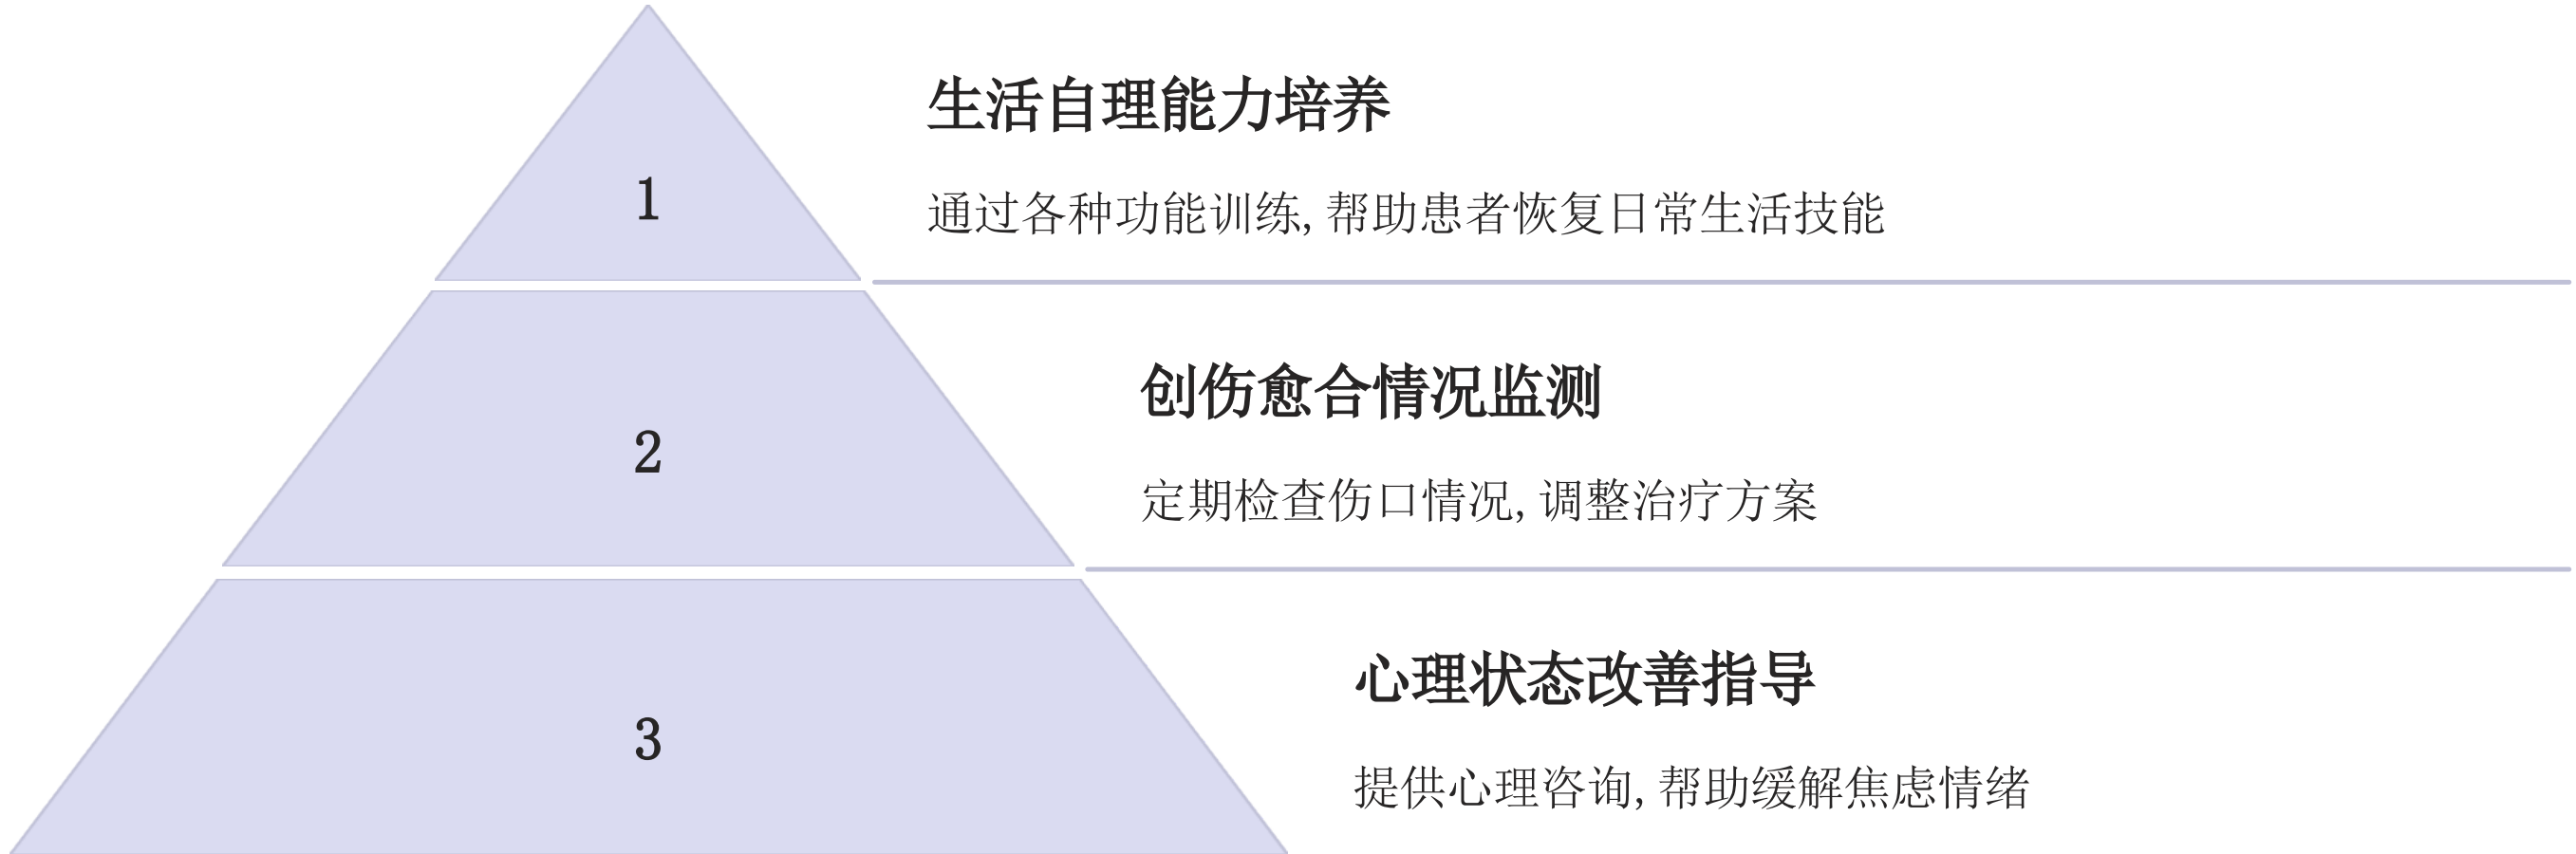 1
生活自理能力培养
通过各种功能训练, 帮助患者恢复日常生活技能
2
创伤愈合情况监测
定期检查伤口情况, 调整治疗方案
3
心理状态改善指导
提供心理咨询, 帮助缓解焦虑情绪